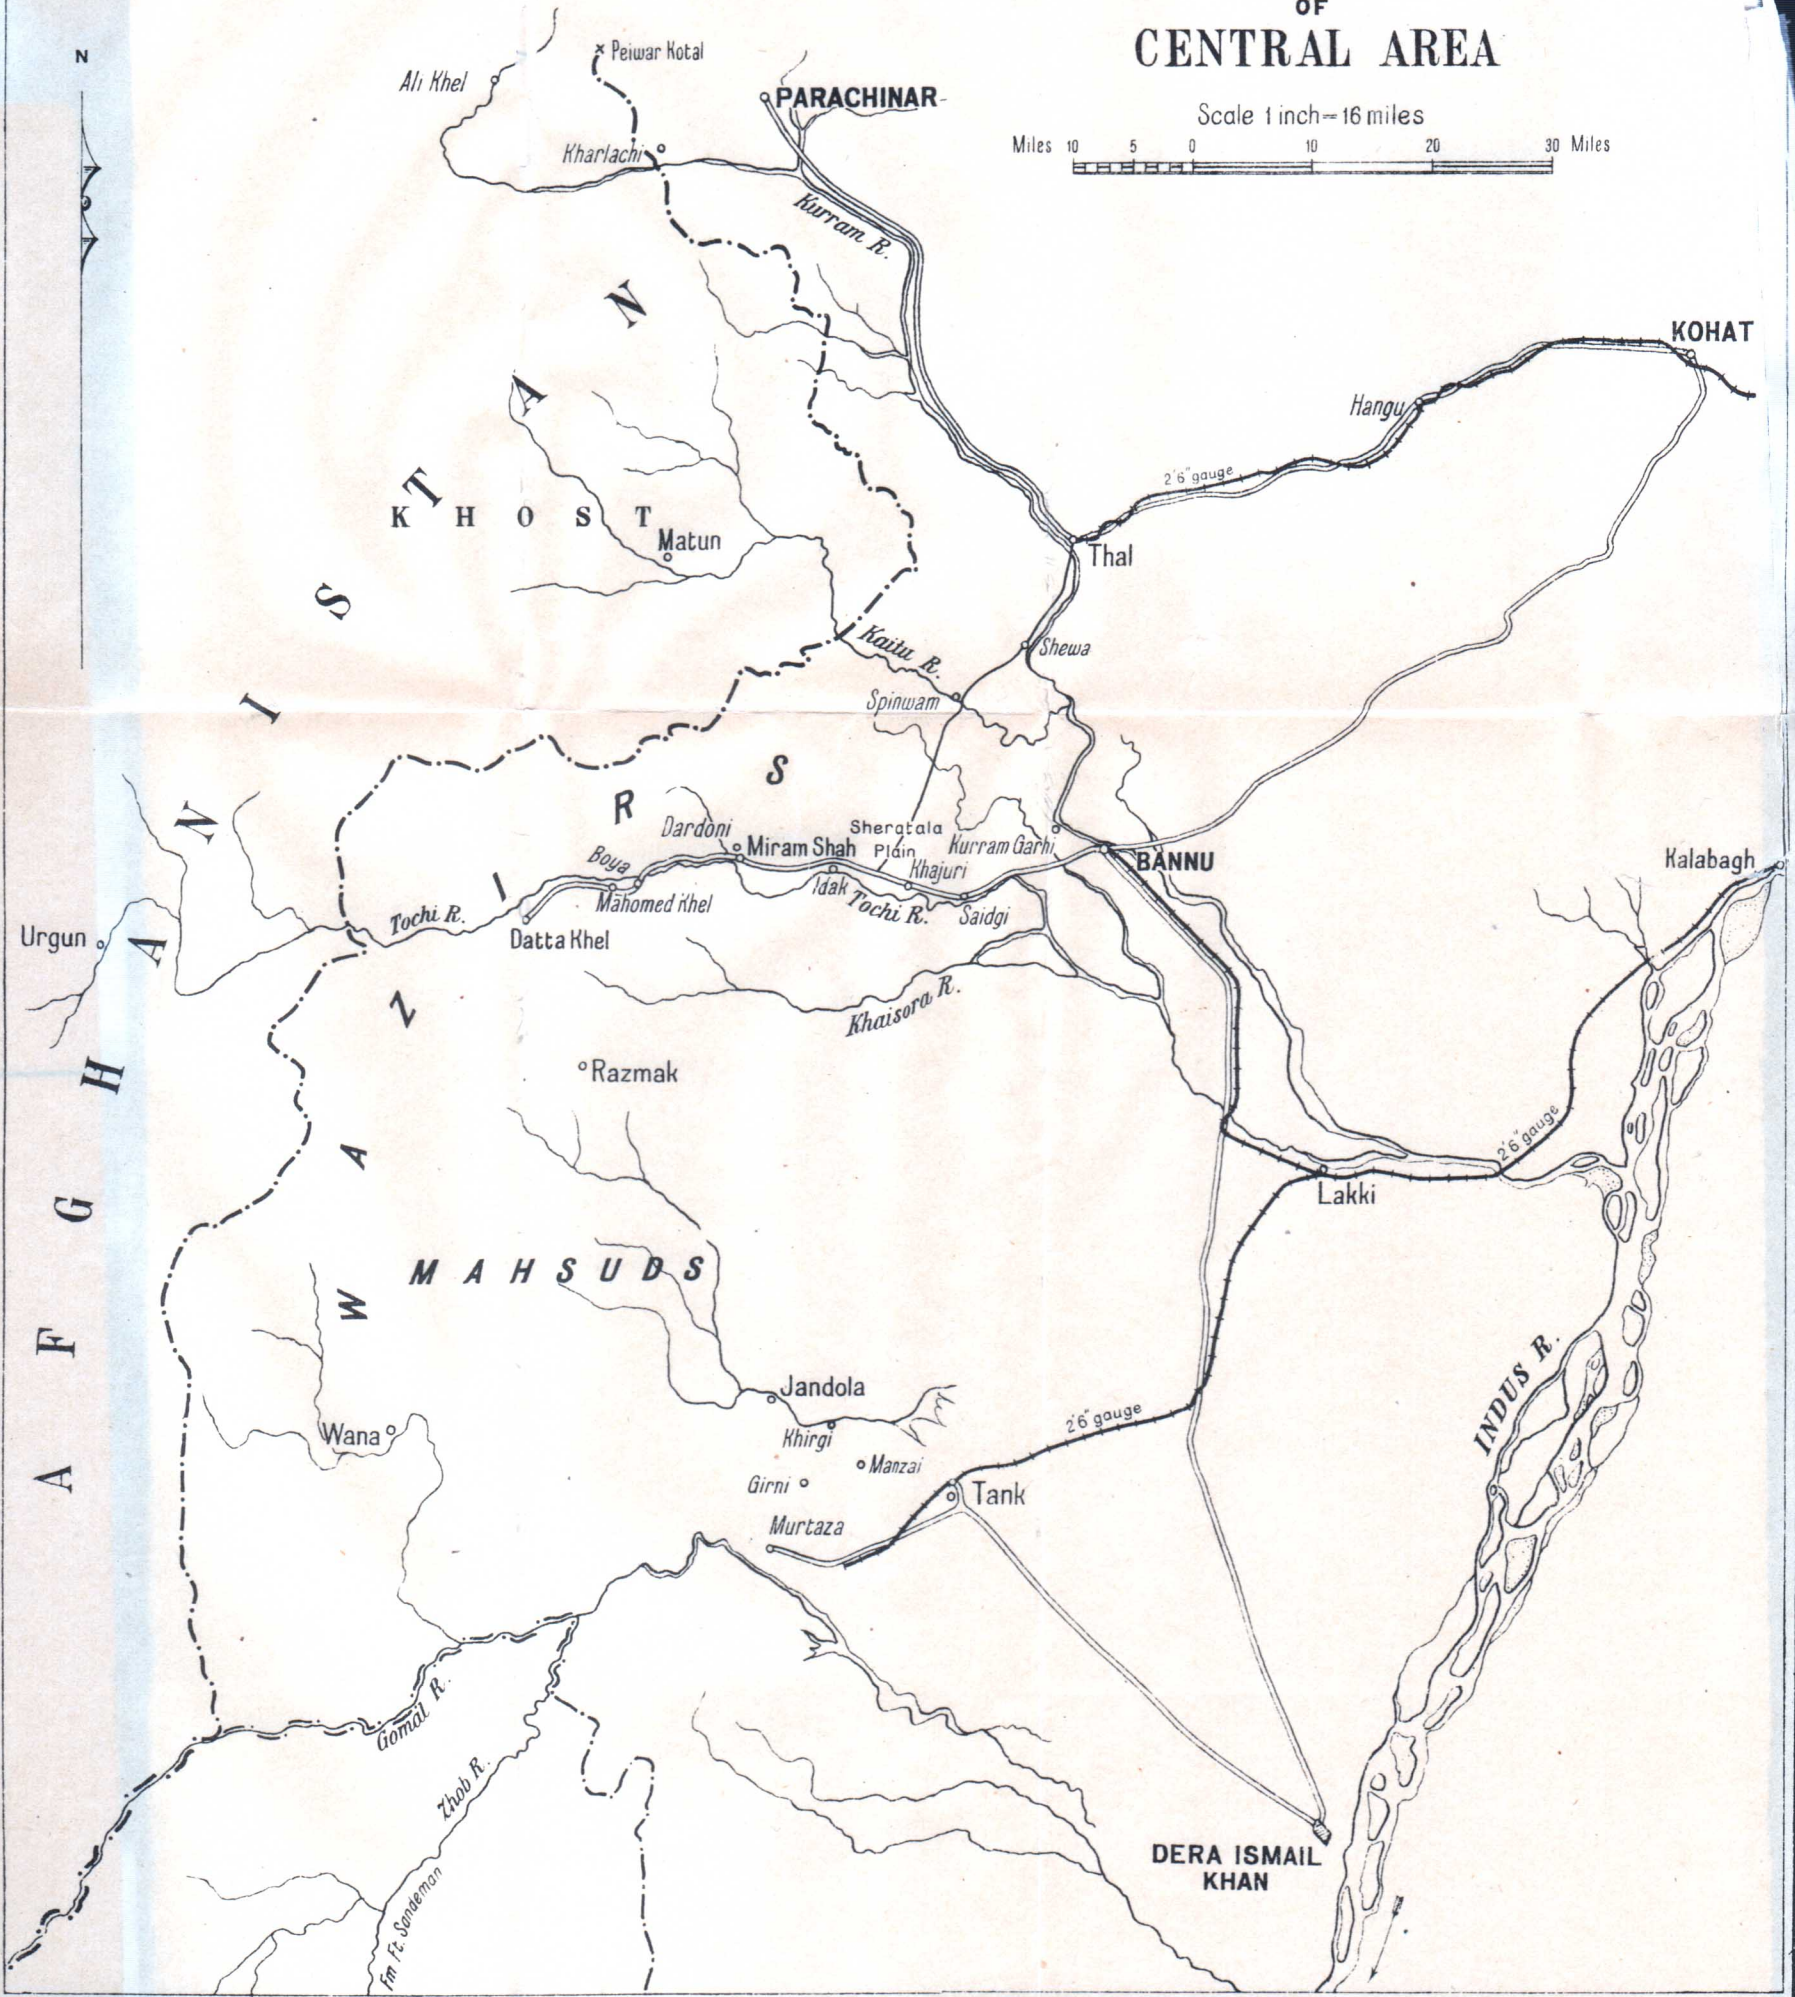 OF
CENTRAL AREA
Scale 1 inch=16 miles
Miles 10 5 0 10 20 30 Miles
N
Peiwar Kotal
Ali Khel
PARACHINAR
Kharlachi
Kurram R.
KOHAT
Hangu
2'6" gauge
Thal
KHOST
Matun
Shewa
Kaitu R.
Spinwam
AFGHANISTAN
WAZIRS
Dardoni
Miram Shah
Sheratala
Plain
Kurram Garhi
BANNU
Kalabagh
Boya
Khajuri
Mahomed Khel
Idak
Tochi R.
Saidgi
Tochi R.
Urgun
Datta Khel
Khaisora R.
Razmak
2'6" gauge
Lakki
MAHSUDS
INDUS R.
Jandola
Khirgi
2'6" gauge
Wana
Manzai
Girni
Tank
Murtaza
Gomal R.
Zhob R.
DERA ISMAIL
KHAN
Fm Ft. Sandeman